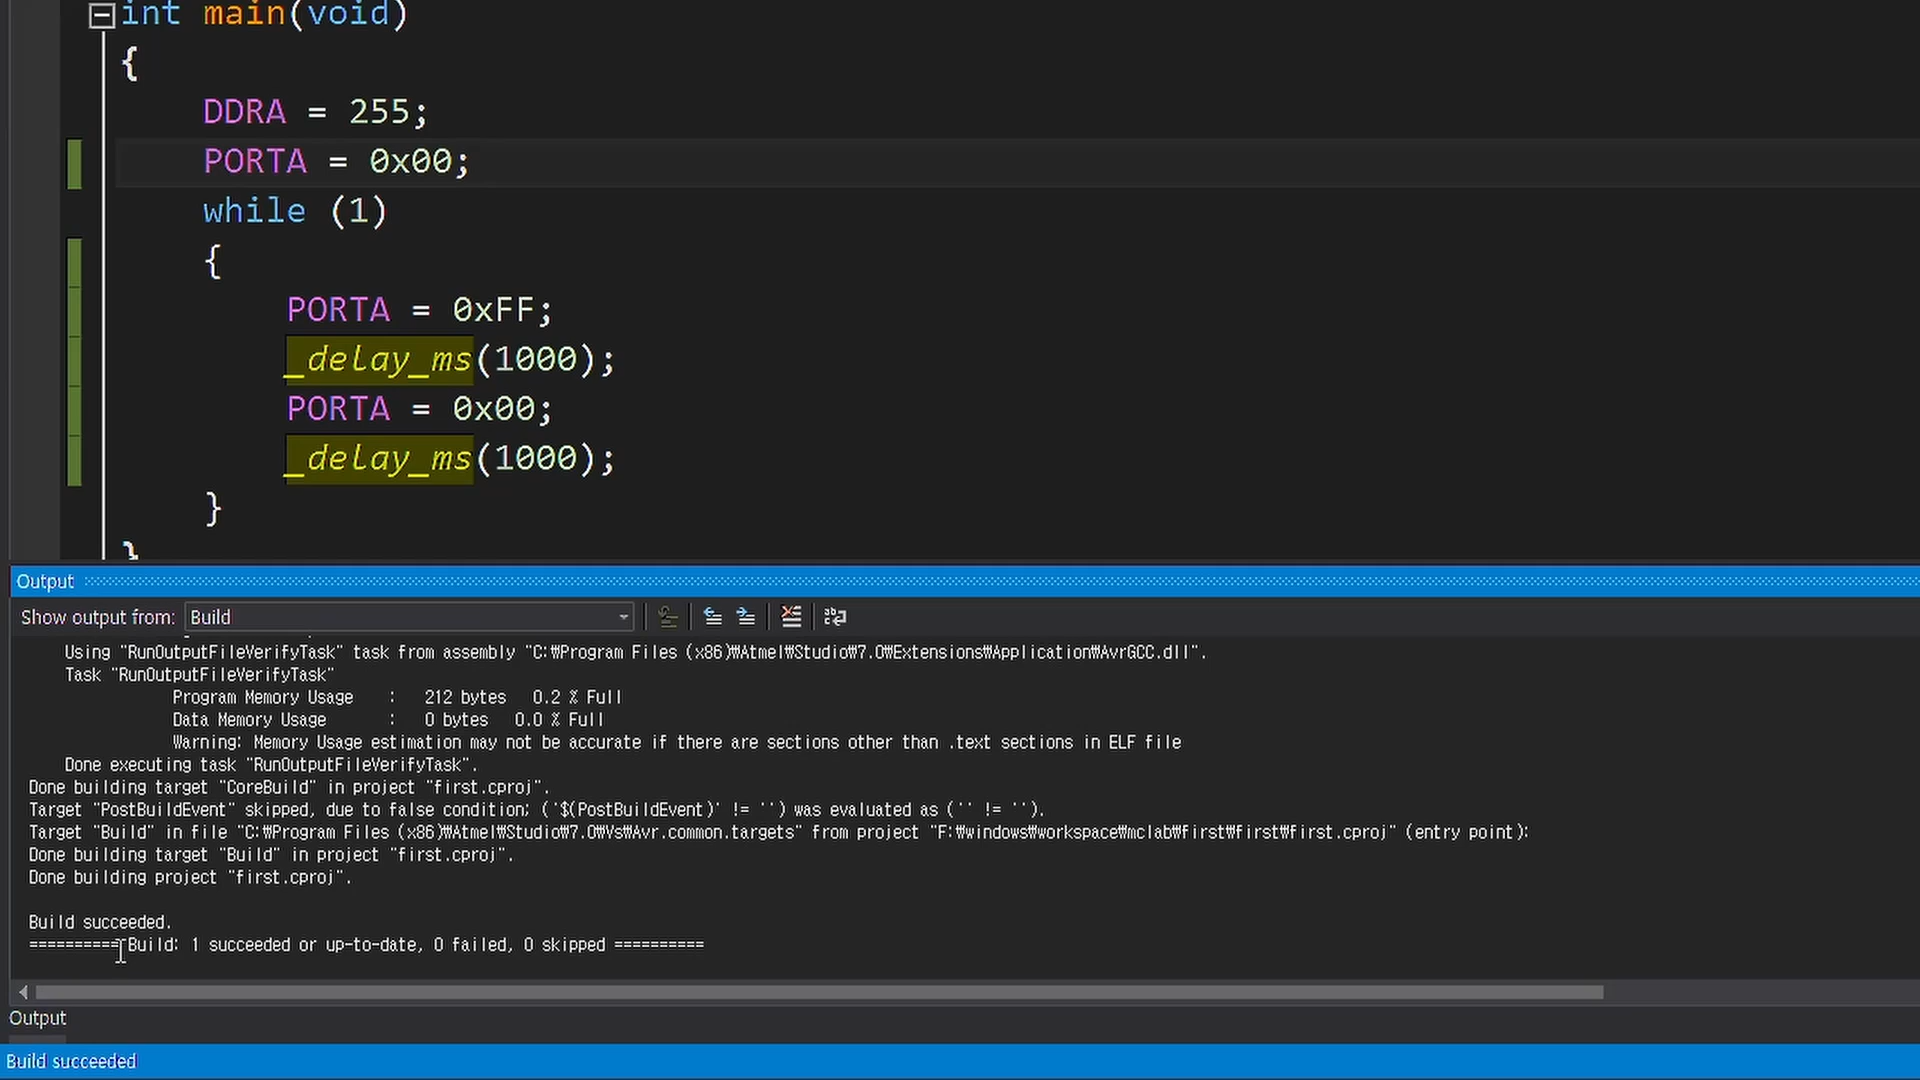 int main(void)
{
DDRA = 255;
PORTA = 0x00;
while (1)
{
PORTA = 0xFF;
_delay_ms(1000);
PORTA = 0x00;
_delay_ms(1000);
}
}
Output
Show output from: Build
Using "RunOutputFileVerifyTask" task from assembly "C:₩Program Files (x86)₩Atmel₩Studio₩7.0₩Extensions₩Application₩AvrGCC.dll".
Task "RunOutputFileVerifyTask"
Program Memory Usage : 212 bytes 0.2 % Full
Data Memory Usage : 0 bytes 0.0 % Full
Warning: Memory Usage estimation may not be accurate if there are sections other than .text sections in ELF file
Done executing task "RunOutputFileVerifyTask".
Done building target "CoreBuild" in project "first.cproj".
Target "PostBuildEvent" skipped, due to false condition; ('$(PostBuildEvent)' != '') was evaluated as ('' != '').
Target "Build" in file "C:₩Program Files (x86)₩Atmel₩Studio₩7.0₩Vs₩Avr.common.targets" from project "F:₩windows₩workspace₩mclab₩first₩first₩first.cproj" (entry point):
Done building target "Build" in project "first.cproj".
Done building project "first.cproj".
Build succeeded.
========== Build: 1 succeeded or up-to-date, 0 failed, 0 skipped ==========
Output
Build succeeded